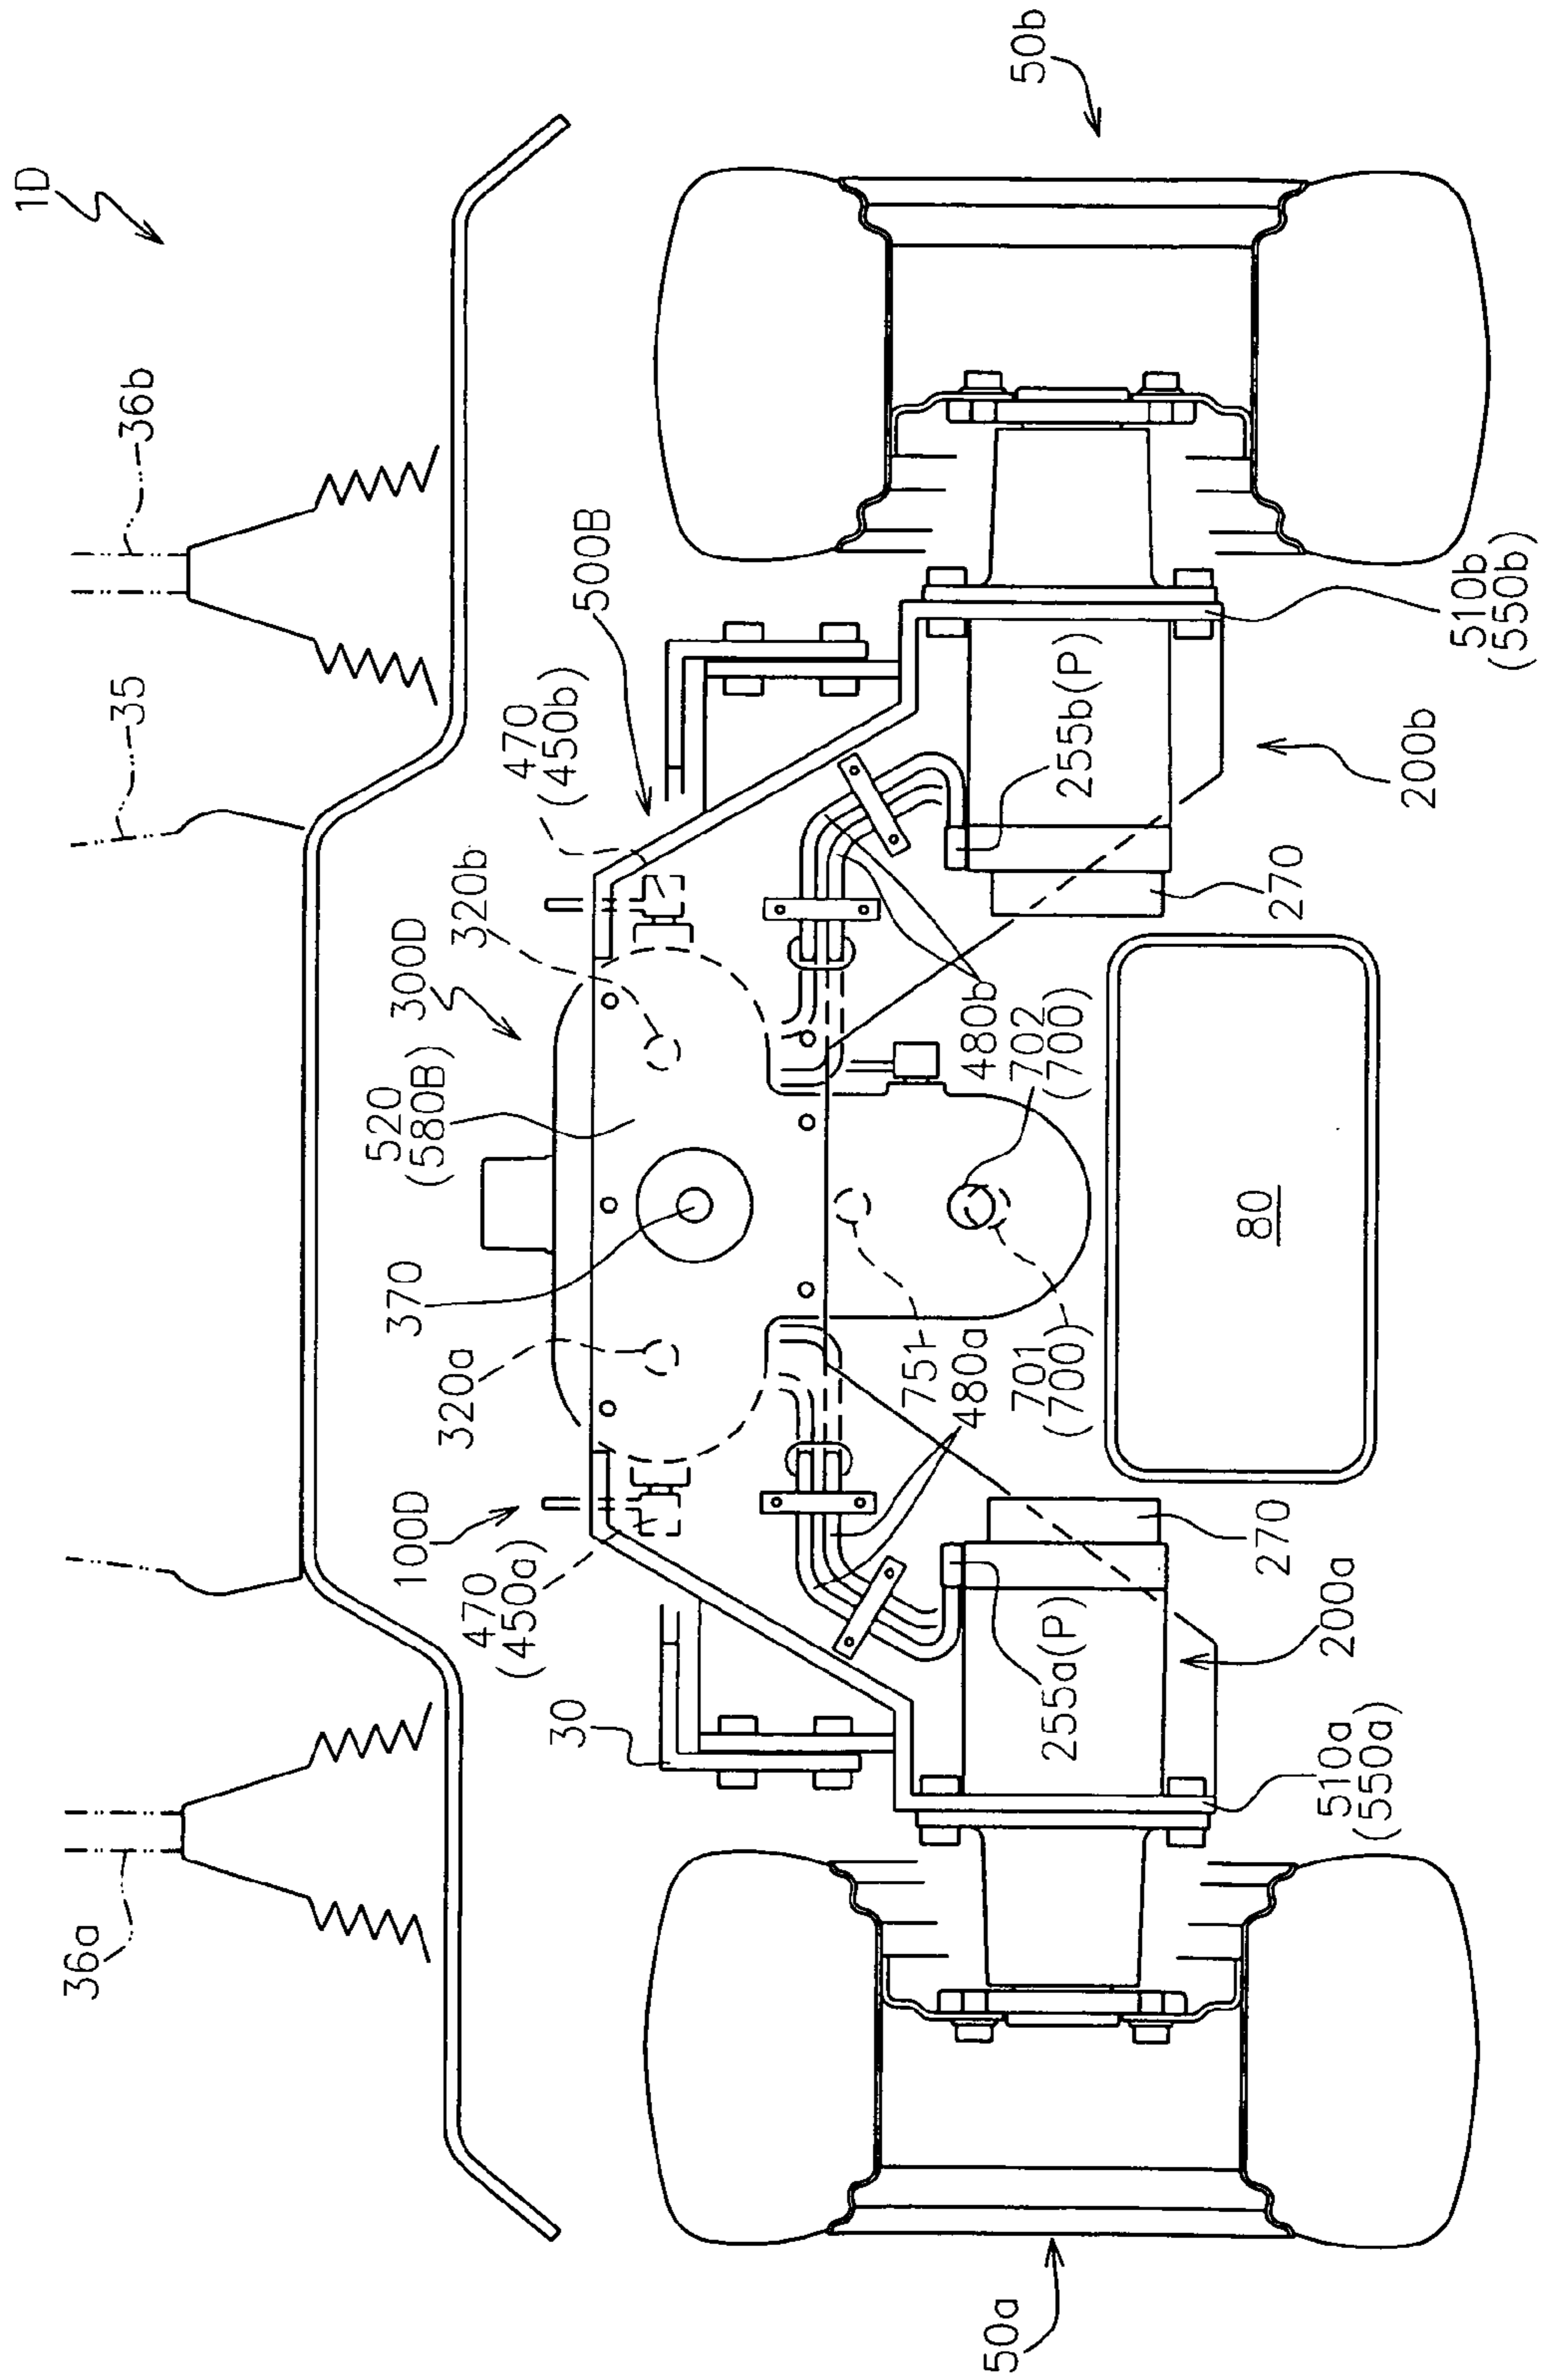 1D
36a
35
36b
50b
500B
470
(450b)
320b
300D
520
(580B)
370
320a
100D
470
(450a)
30
255b(P)
510b
(550b)
200b
270
480b
702
(700)
80
751
480a
701
(700)
270
255a(P)
200a
510a
(550a)
50a